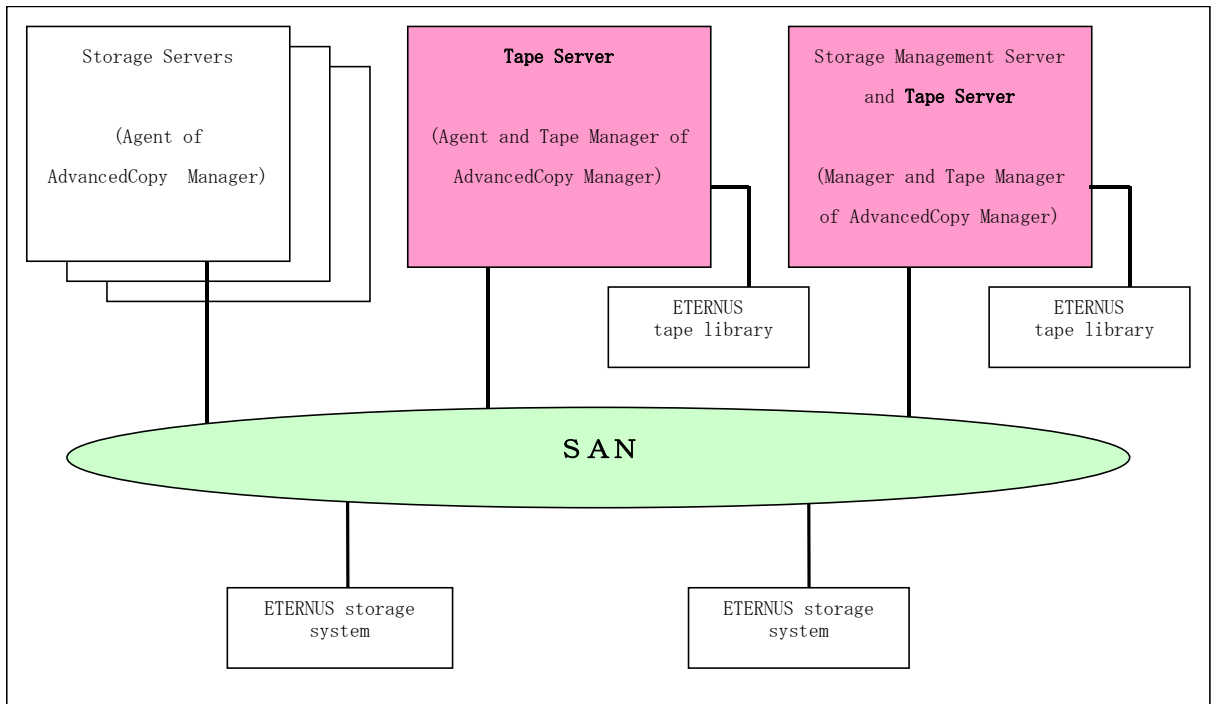 Storage Servers
(Agent of
AdvancedCopy Manager)
Tape Server
(Agent and Tape Manager of
AdvancedCopy Manager)
Storage Management Server
and Tape Server
(Manager and Tape Manager
of AdvancedCopy Manager)
ETERNUS
tape library
ETERNUS
tape library
SAN
ETERNUS storage
system
ETERNUS storage
system